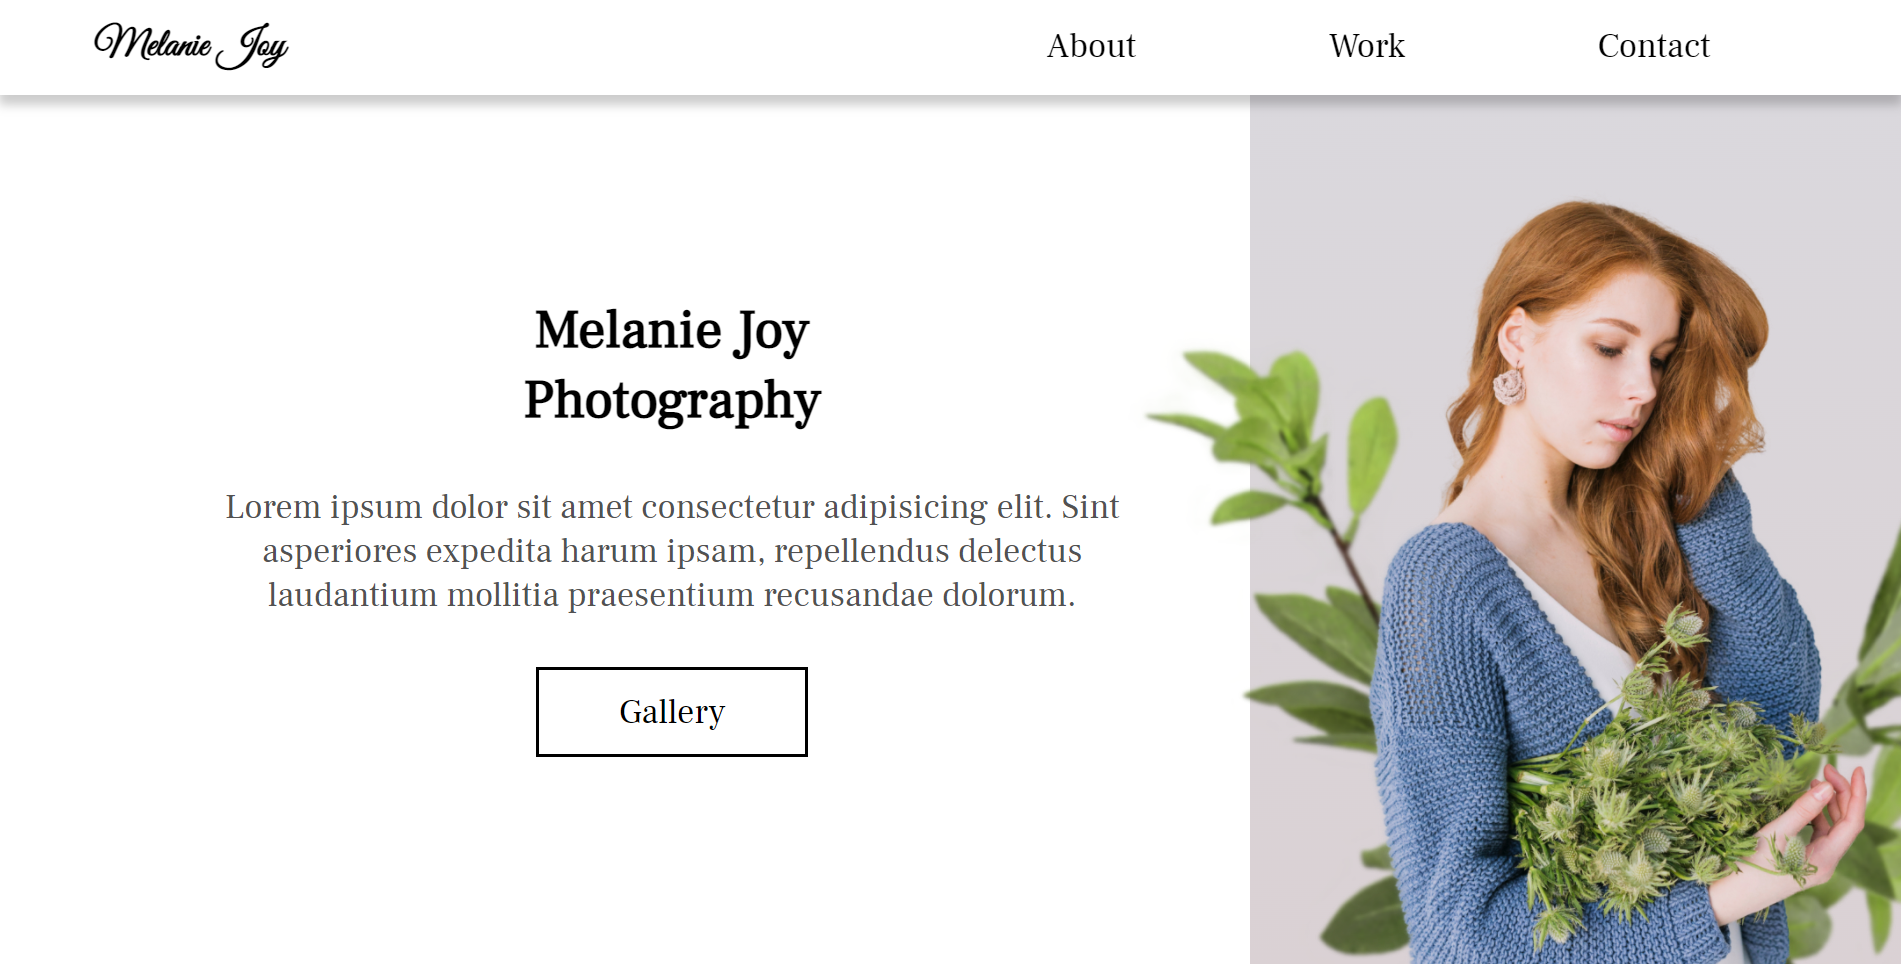 Melanie Joy
About
Work
Contact
Melanie Joy
Photography
Lorem ipsum dolor sit amet consectetur adipisicing elit. Sint
asperiores expedita harum ipsam, repellendus delectus
laudantium mollitia praesentium recusandae dolorum.
Gallery